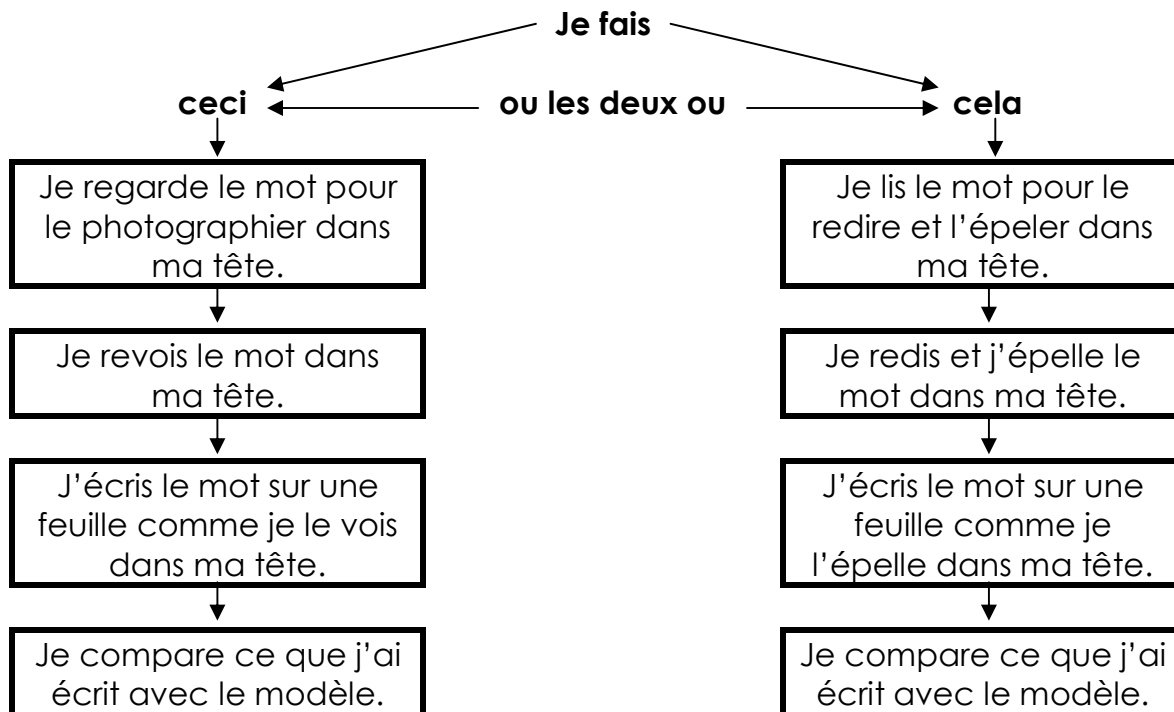 Je fais
ceci ou les deux ou cela
Je regarde le mot pour
le photographier dans
ma tête.
Je revois le mot dans
ma tête.
J'écris le mot sur une
feuille comme je le vois
dans ma tête.
Je compare ce que j'ai
écrit avec le modèle.
Je lis le mot pour le
redire et l'épeler dans
ma tête.
Je redis et j'épelle le
mot dans ma tête.
J'écris le mot sur une
feuille comme je
l'épelle dans ma tête.
Je compare ce que j'ai
écrit avec le modèle.